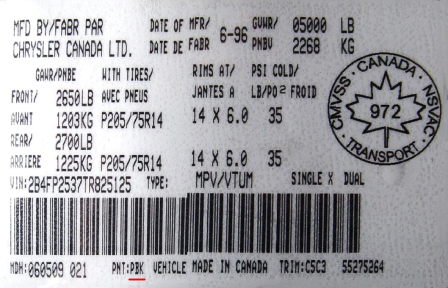 MFD BY/FABR PAR DATE OF MFR/ 6-96 GVWR/ 05000 LB
CHRYSLER CANADA LTD. DATE DE FABR PNBV 2268 KG
GAWR/PNBE WITH TIRES/ RIMS AT/ PSI COLD/
FRONT/ 2650LB AVEC PNEUS JANTES A LB/PO² FROID
AVANT 1203KG P205/75R14 14 X 6.0 35
REAR/ 2700LB
ARRIERE 1225KG P205/75R14 14 X 6.0 35
VIN:2B4FP2537TR825125 TYPE: MPV/VTUM SINGLE X DUAL
MDH:060509 021 PNT:PBK VEHICLE MADE IN CANADA TRIM:C5C3 55275264
CMVSS · CANADA · NSVAC · TRANSPORT ·
972